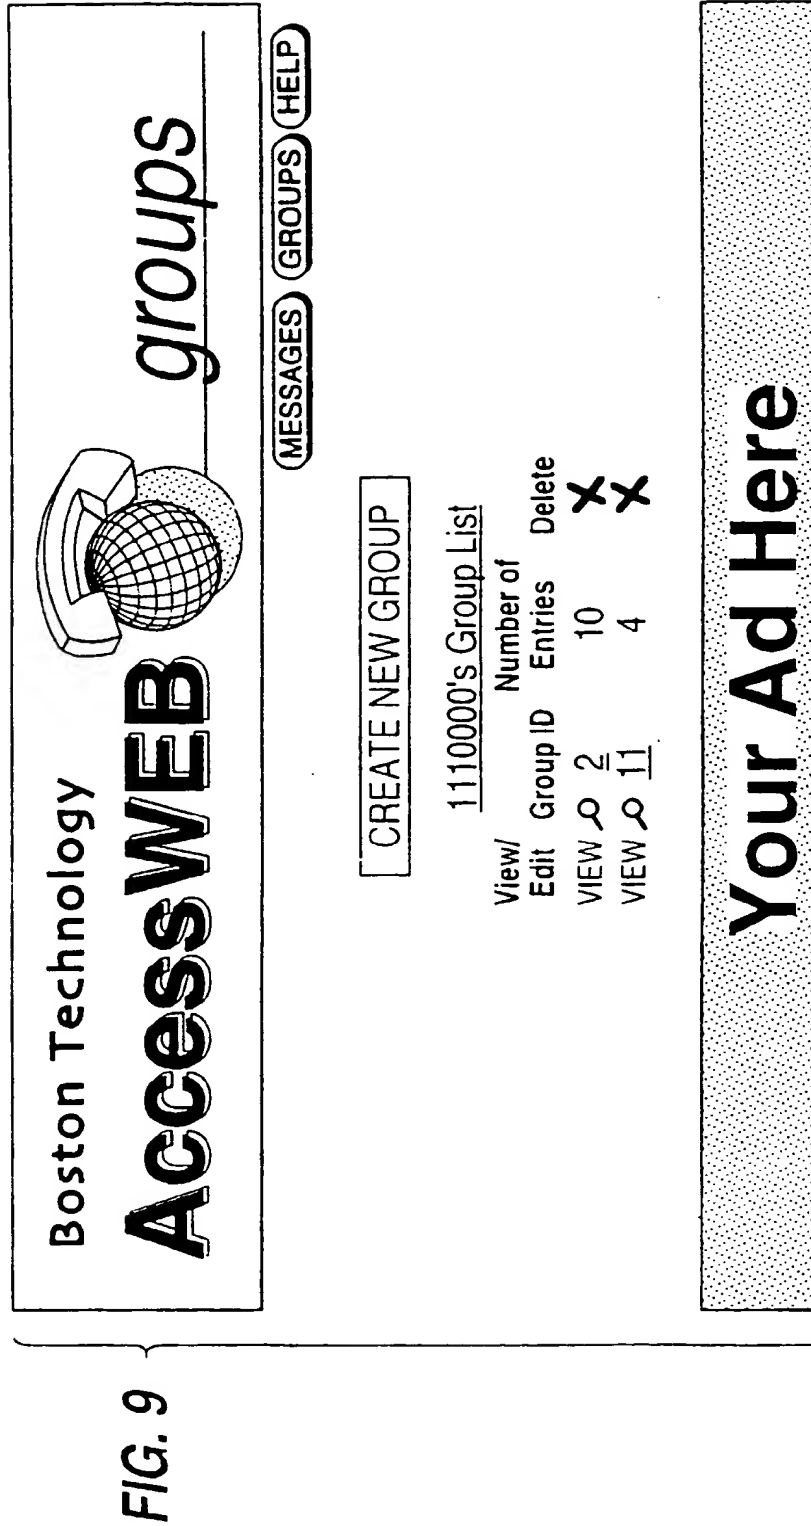 FIG. 9
Boston Technology
AccessWEB groups
MESSAGES GROUPS HELP
CREATE NEW GROUP
1110000's Group List
View/ Number of
Edit Group ID Entries Delete
VIEW 2 10 X
VIEW 11 4 X
Your Ad Here